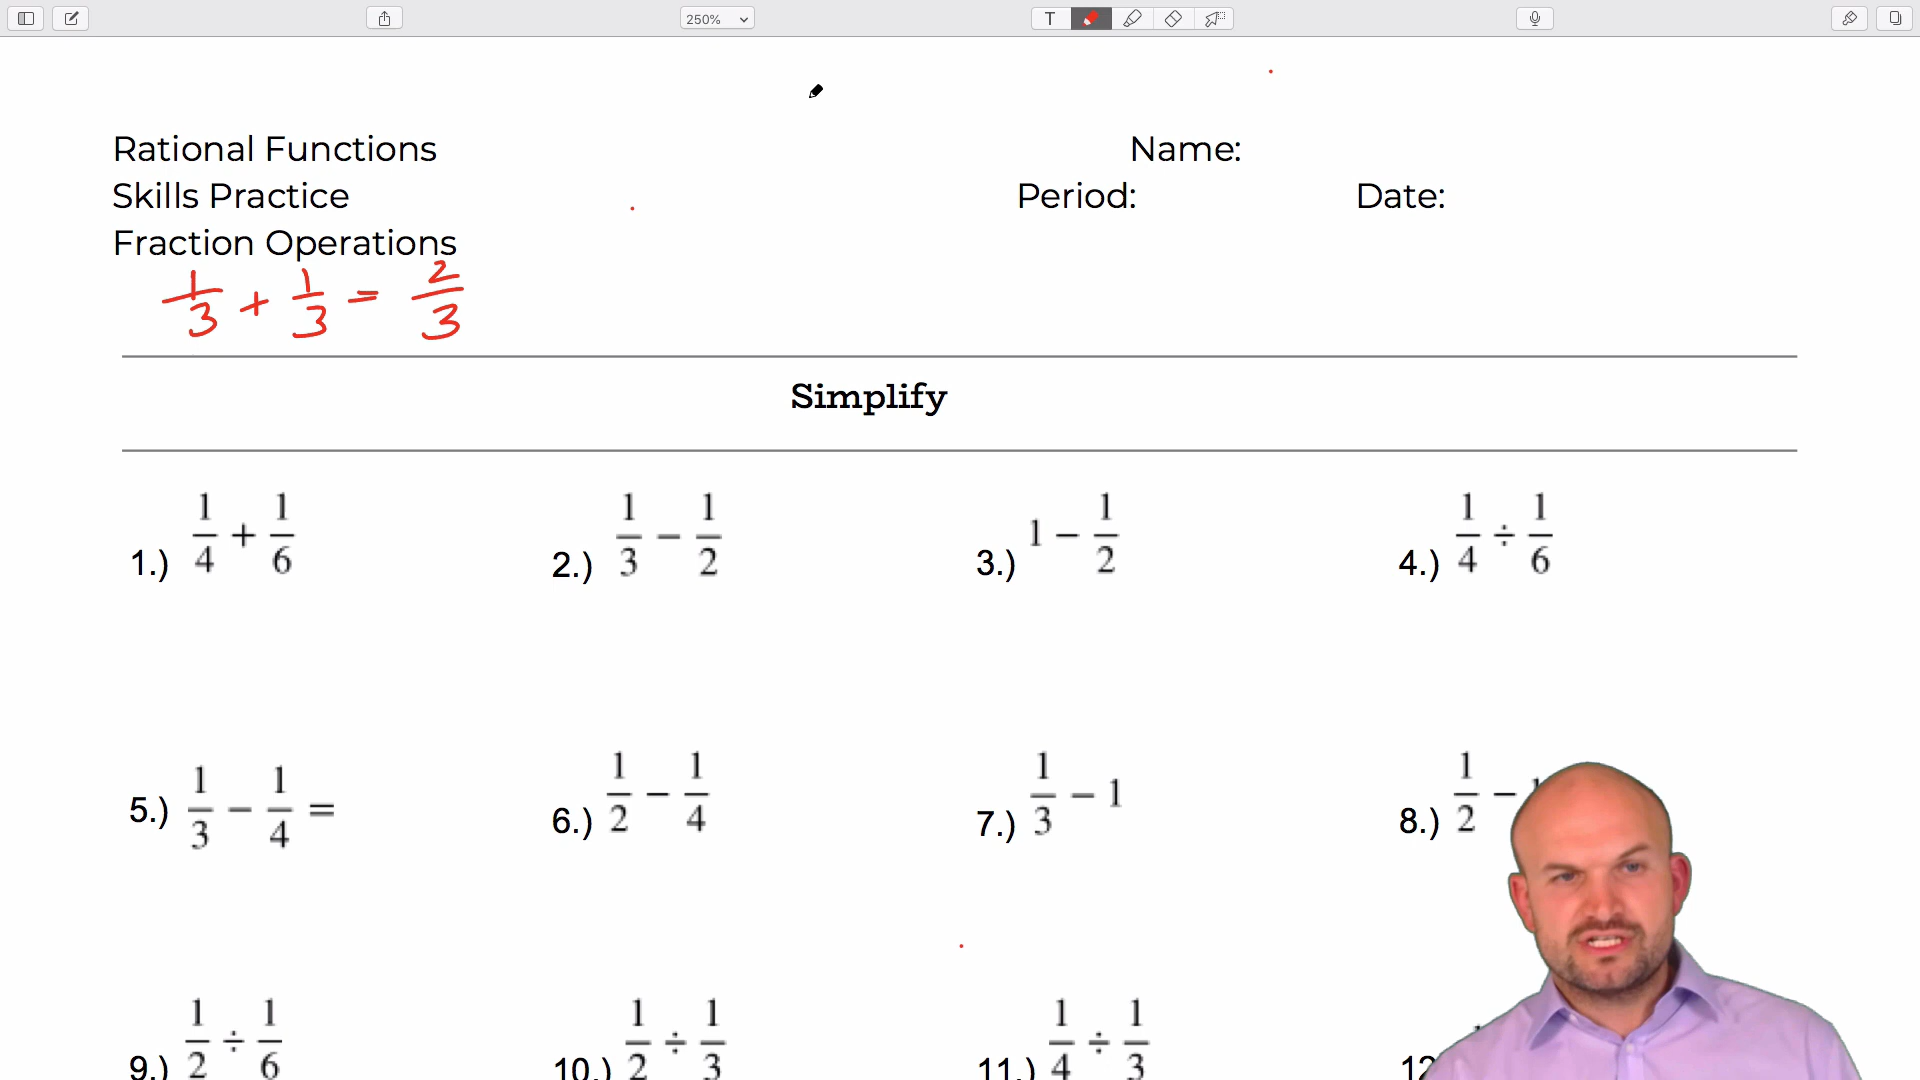 250%
T
Rational Functions
Name:
Skills Practice
Period:
Date:
Fraction Operations
1/3 + 1/3 = 2/3
Simplify
1.) 1/4 + 1/6
2.) 1/3 − 1/2
3.) 1 − 1/2
4.) 1/4 ÷ 1/6
5.) 1/3 − 1/4 =
6.) 1/2 − 1/4
7.) 1/3 − 1
8.) 1/2 −
9.) 1/2 ÷ 1/6
10.) 1/2 ÷ 1/3
11.) 1/4 ÷ 1/3
12